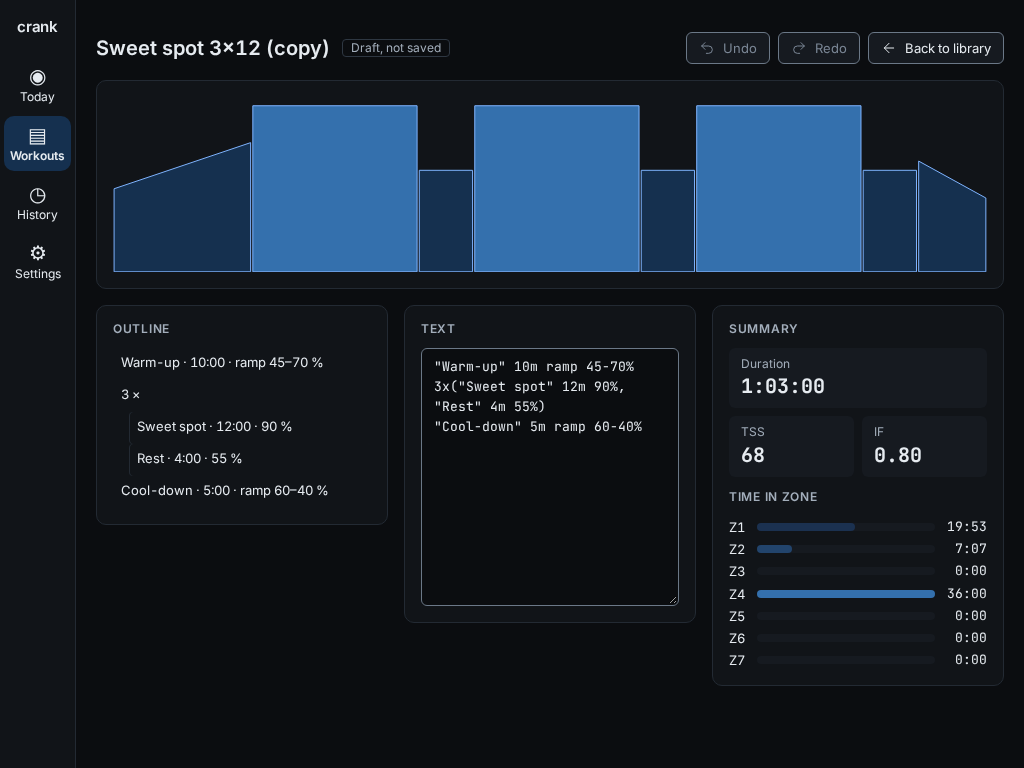 crank
Today
Workouts
History
Settings
Sweet spot 3×12 (copy)
Draft, not saved
Undo
Redo
Back to library
OUTLINE
Warm-up · 10:00 · ramp 45–70 %
3 ×
Sweet spot · 12:00 · 90 %
Rest · 4:00 · 55 %
Cool-down · 5:00 · ramp 60–40 %
TEXT
"Warm-up" 10m ramp 45-70%
3x("Sweet spot" 12m 90%,
"Rest" 4m 55%)
"Cool-down" 5m ramp 60-40%
SUMMARY
Duration
1:03:00
TSS
68
IF
0.80
TIME IN ZONE
Z1 19:53
Z2 7:07
Z3 0:00
Z4 36:00
Z5 0:00
Z6 0:00
Z7 0:00